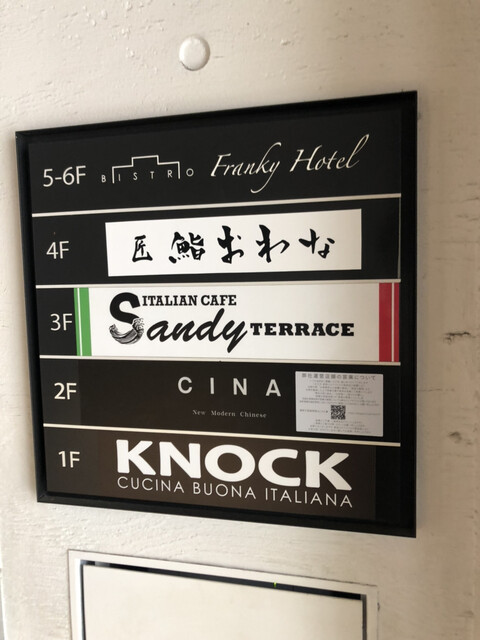 5-6F BISTRO Franky Hotel
4F 匠 鮨 おわな
3F ITALIAN CAFE
Sandy TERRACE
2F CINA
New Modern Chinese
1F KNOCK
CUCINA BUONA ITALIANA